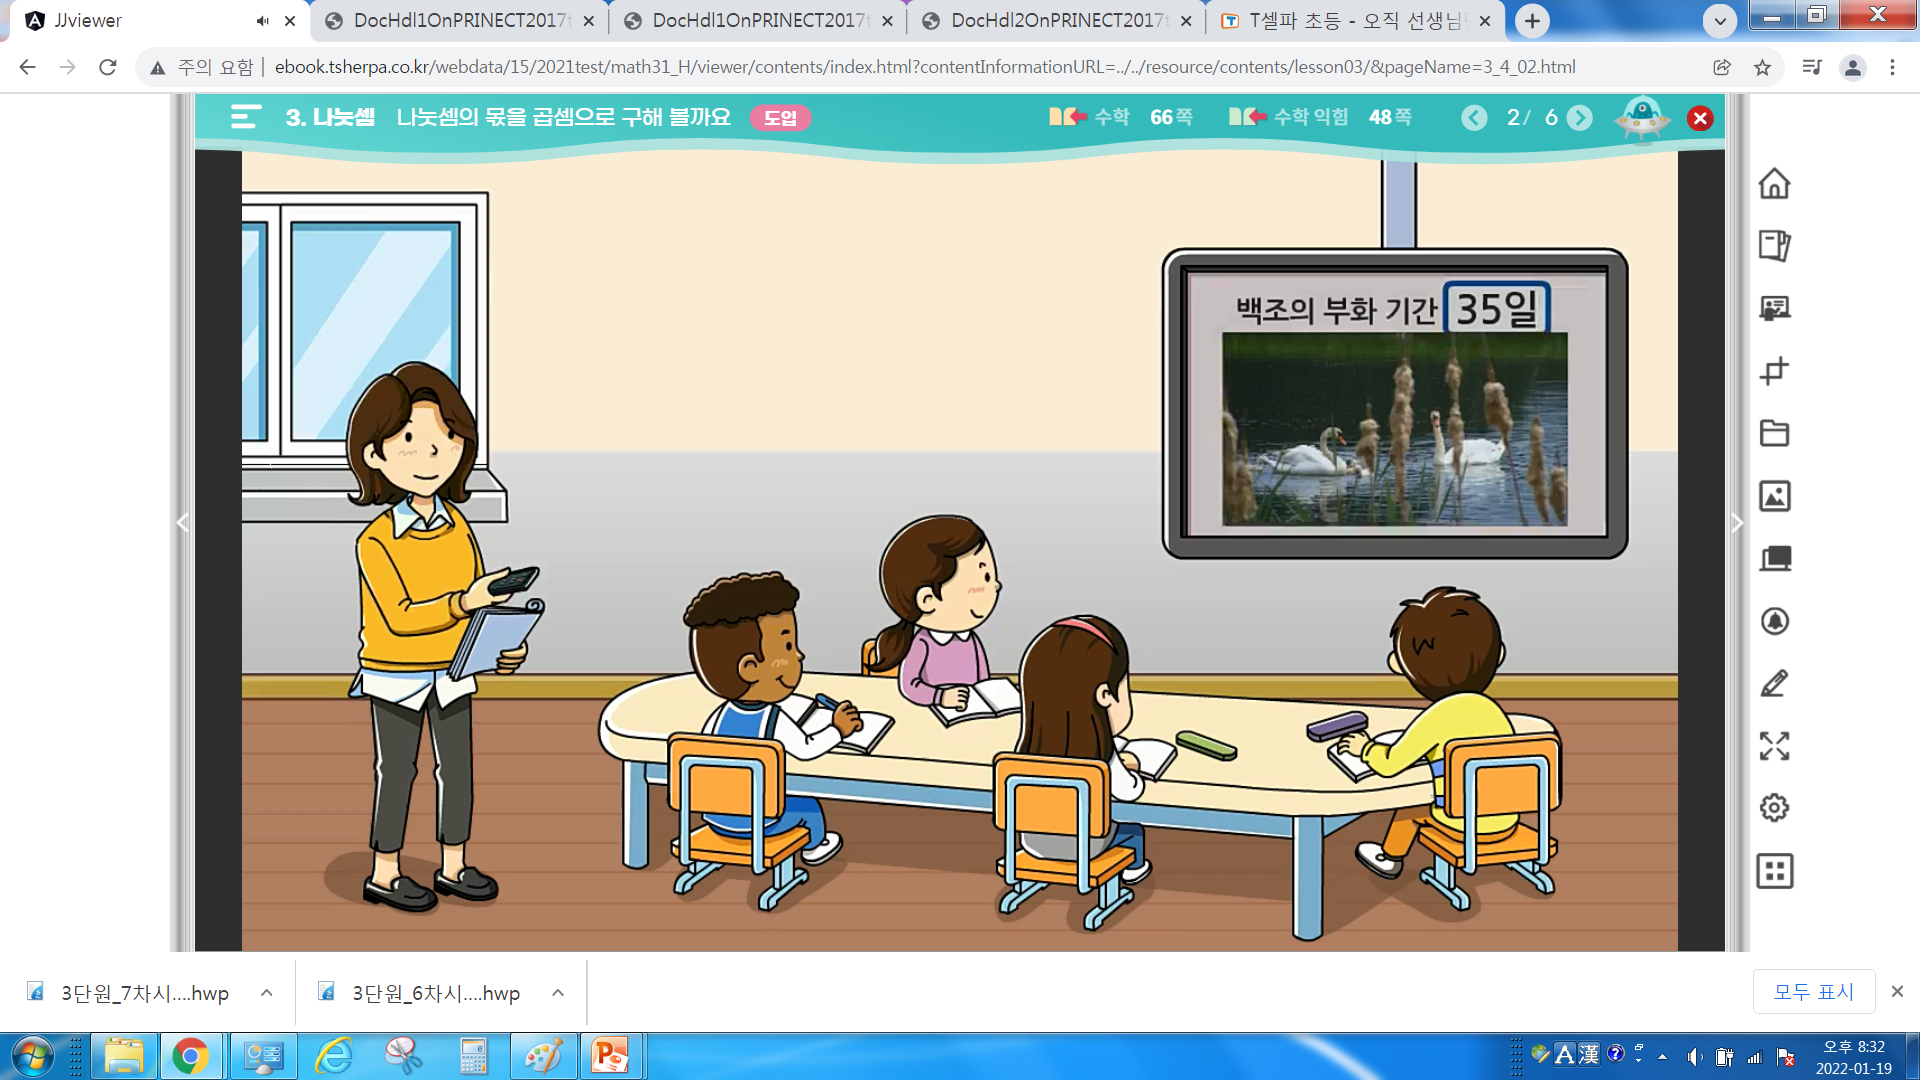 JJviewer
DocHdl1OnPRINECT2017t
DocHdl1OnPRINECT2017t
DocHdl2OnPRINECT2017t
T셀파 초등 - 오직 선생님
주의 요함
ebook.tsherpa.co.kr/webdata/15/2021test/math31_H/viewer/contents/index.html?contentInformationURL=../../resource/contents/lesson03/&pageName=3_4_02.html
3. 나눗셈 나눗셈의 몫을 곱셈으로 구해 볼까요 도입
수학 66쪽 수학 익힘 48쪽 2 / 6
백조의 부화 기간 35일
3단원_7차시....hwp
3단원_6차시....hwp
모두 표시
A 漢
오후 8:32
2022-01-19